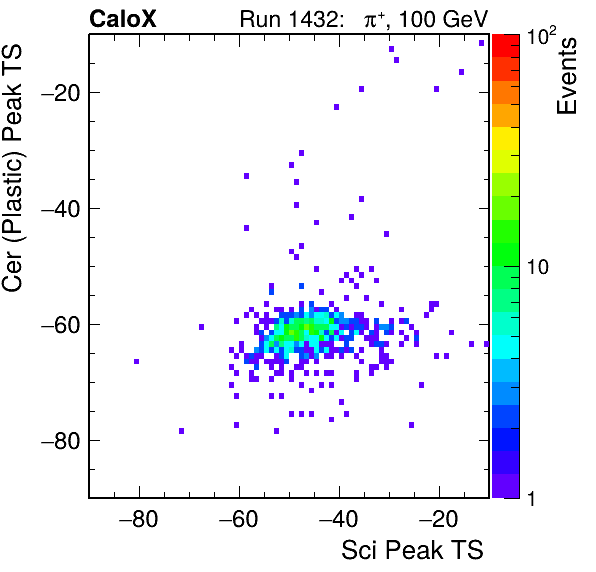 CaloX Run 1432: π⁺, 100 GeV
Cer (Plastic) Peak TS
−20
−40
−60
−80
−80 −60 −40 −20
Sci Peak TS
10²
10
1
Events